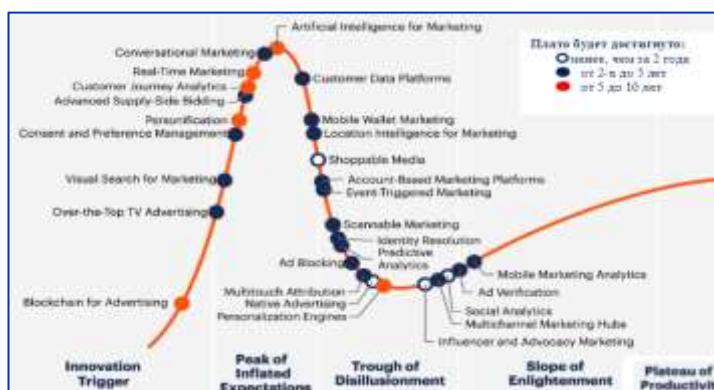 Artificial Intelligence for Marketing
Conversational Marketing
Real-Time Marketing
Customer Journey Analytics
Advanced Supply-Side Bidding
Personification
Consent and Preference Management
Visual Search for Marketing
Over-the-Top TV Advertising
Blockchain for Advertising
Плато будет достигнуто:
менее, чем за 2 года
от 2-х до 5 лет
от 5 до 10 лет
Customer Data Platforms
Mobile Wallet Marketing
Location Intelligence for Marketing
Shoppable Media
Account-Based Marketing Platforms
Event Triggered Marketing
Scannable Marketing
Identity Resolution
Predictive
Analytics
Ad Blocking
Multitouch Attribution
Native Advertising
Personalization Engines
Mobile Marketing Analytics
Ad Verification
Social Analytics
Multichannel Marketing Hubs
Influencer and Advocacy Marketing
Innovation
Trigger
Peak of
Inflated
Expectations
Trough of
Disillusionment
Slope of
Enlightenment
Plateau of
Productiv